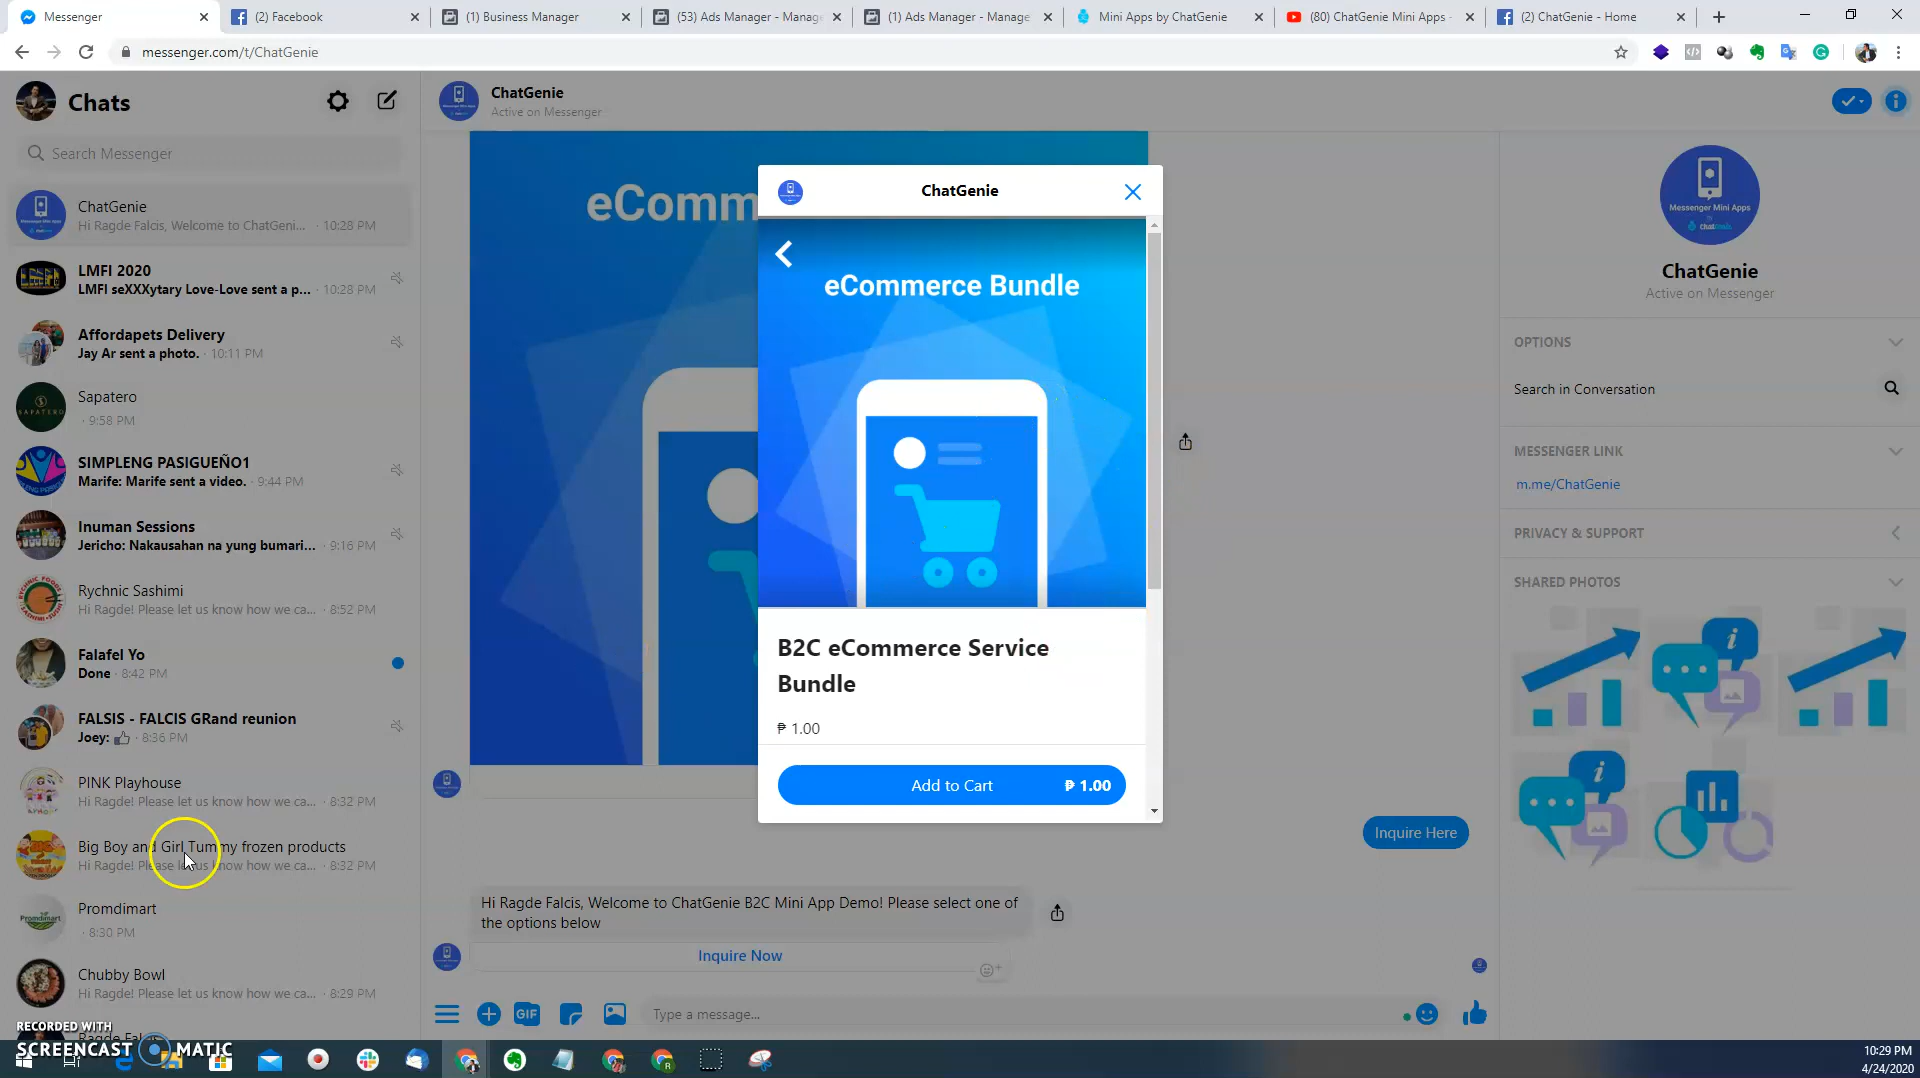 Messenger
(2) Facebook
(1) Business Manager
(53) Ads Manager - Manage
(1) Ads Manager - Manage
Mini Apps by ChatGenie
(80) ChatGenie Mini Apps -
(2) ChatGenie - Home
messenger.com/t/ChatGenie
Chats
Search Messenger
ChatGenie
Hi Ragde Falcis, Welcome to ChatGeni... · 10:28 PM
LMFI 2020
LMFI seXXXytary Love-Love sent a p... · 10:28 PM
Affordapets Delivery
Jay Ar sent a photo. · 10:11 PM
Sapatero
· 9:58 PM
SIMPLENG PASIGUEÑO1
Marife: Marife sent a video. · 9:44 PM
Inuman Sessions
Jericho: Nakausahan na yung bumari... · 9:16 PM
Rychnic Sashimi
Hi Ragde! Please let us know how we ca... · 8:52 PM
Falafel Yo
Done · 8:42 PM
FALSIS - FALCIS GRand reunion
Joey: · 8:36 PM
PINK Playhouse
Hi Ragde! Please let us know how we ca... · 8:32 PM
Big Boy and Girl Tummy frozen products
Hi Ragde! Please let us know how we ca... · 8:32 PM
Promdimart
· 8:30 PM
Chubby Bowl
Hi Ragde! Please let us know how we ca... · 8:29 PM
ChatGenie
Active on Messenger
eComm
ChatGenie
eCommerce Bundle
B2C eCommerce Service
Bundle
₱ 1.00
Add to Cart ₱ 1.00
Inquire Here
Hi Ragde Falcis, Welcome to ChatGenie B2C Mini App Demo! Please select one of
the options below
Inquire Now
GIF
Type a message...
Messenger Mini Apps
ChatGenie
Active on Messenger
OPTIONS
Search in Conversation
MESSENGER LINK
m.me/ChatGenie
PRIVACY & SUPPORT
SHARED PHOTOS
RECORDED WITH
SCREENCAST MATIC
10:29 PM
4/24/2020